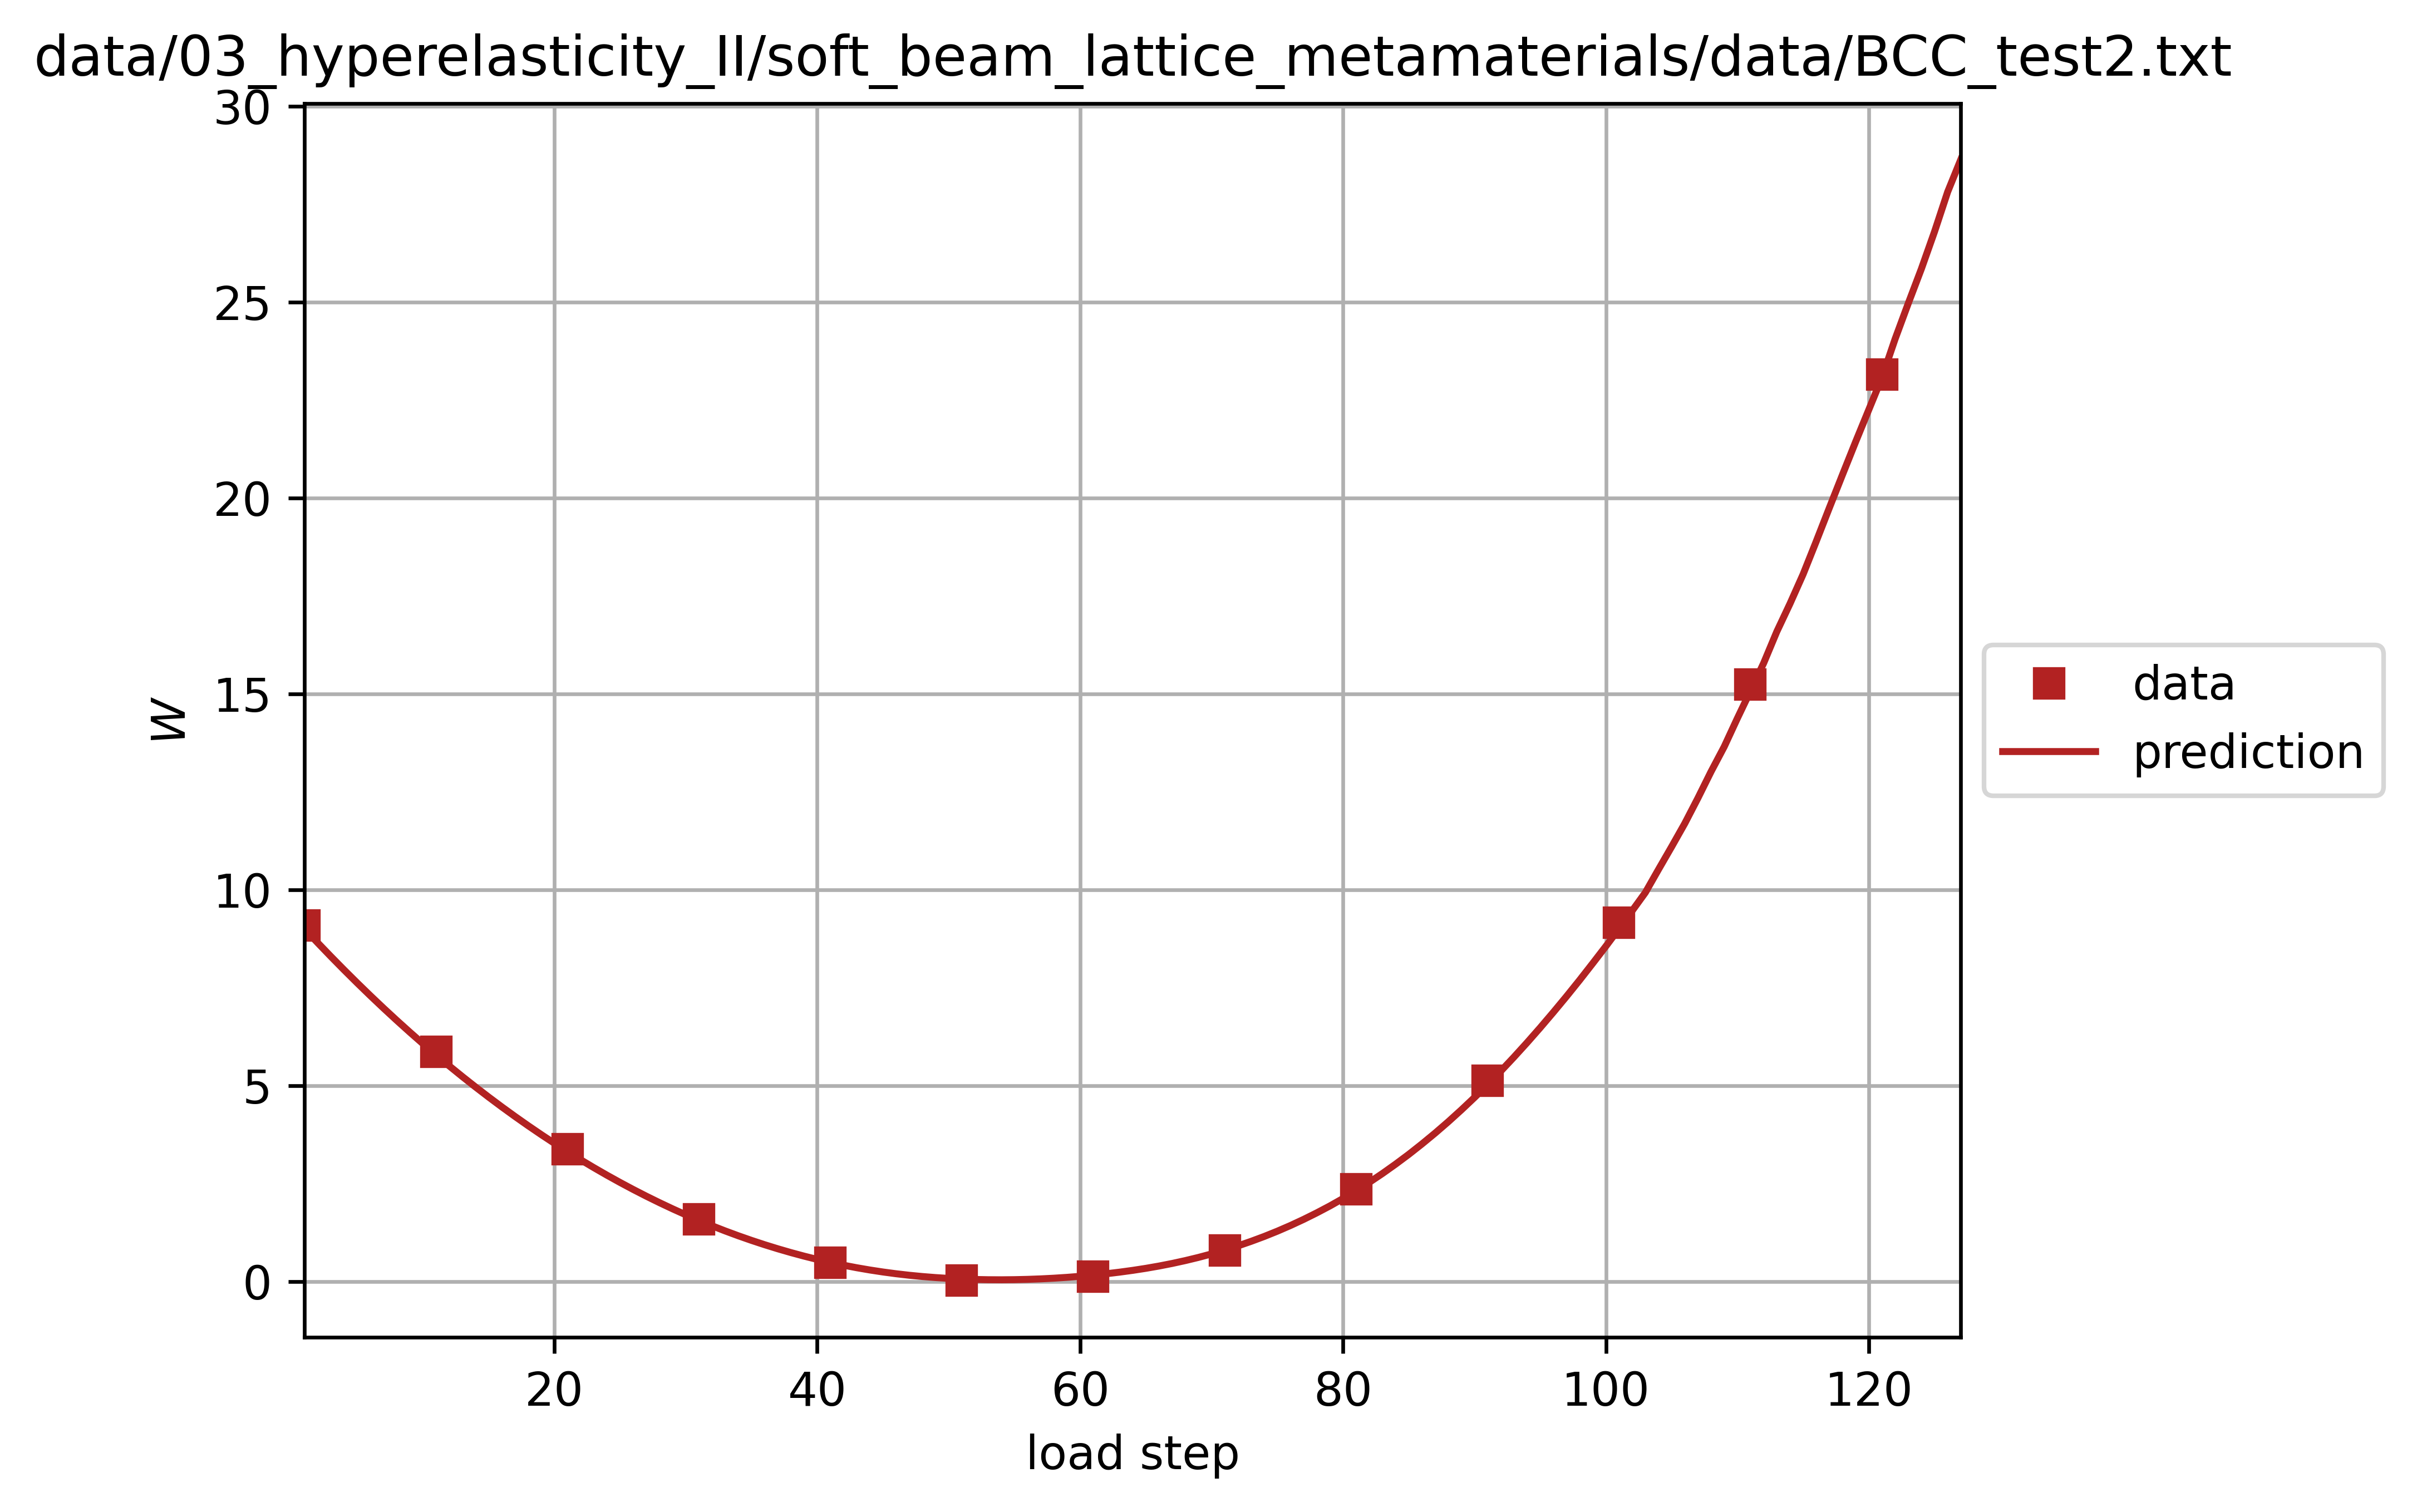 data/03_hyperelasticity_II/soft_beam_lattice_metamaterials/data/BCC_test2.txt
30
25
20
15
10
5
0
W
20 40 60 80 100 120
load step
data
prediction